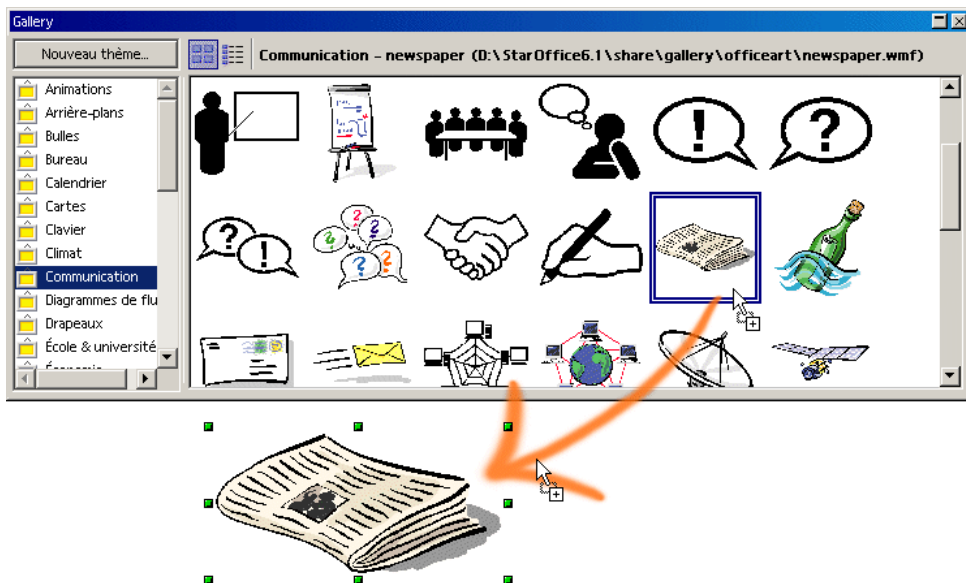 Gallery
Nouveau thème...
Communication - newspaper (D:\StarOffice6.1\share\gallery\officeart\newspaper.wmf)
Animations
Arrière-plans
Bulles
Bureau
Calendrier
Cartes
Clavier
Climat
Communication
Diagrammes de flu
Drapeaux
École & université
Économie
!
?
? !
? ? ? ? ?